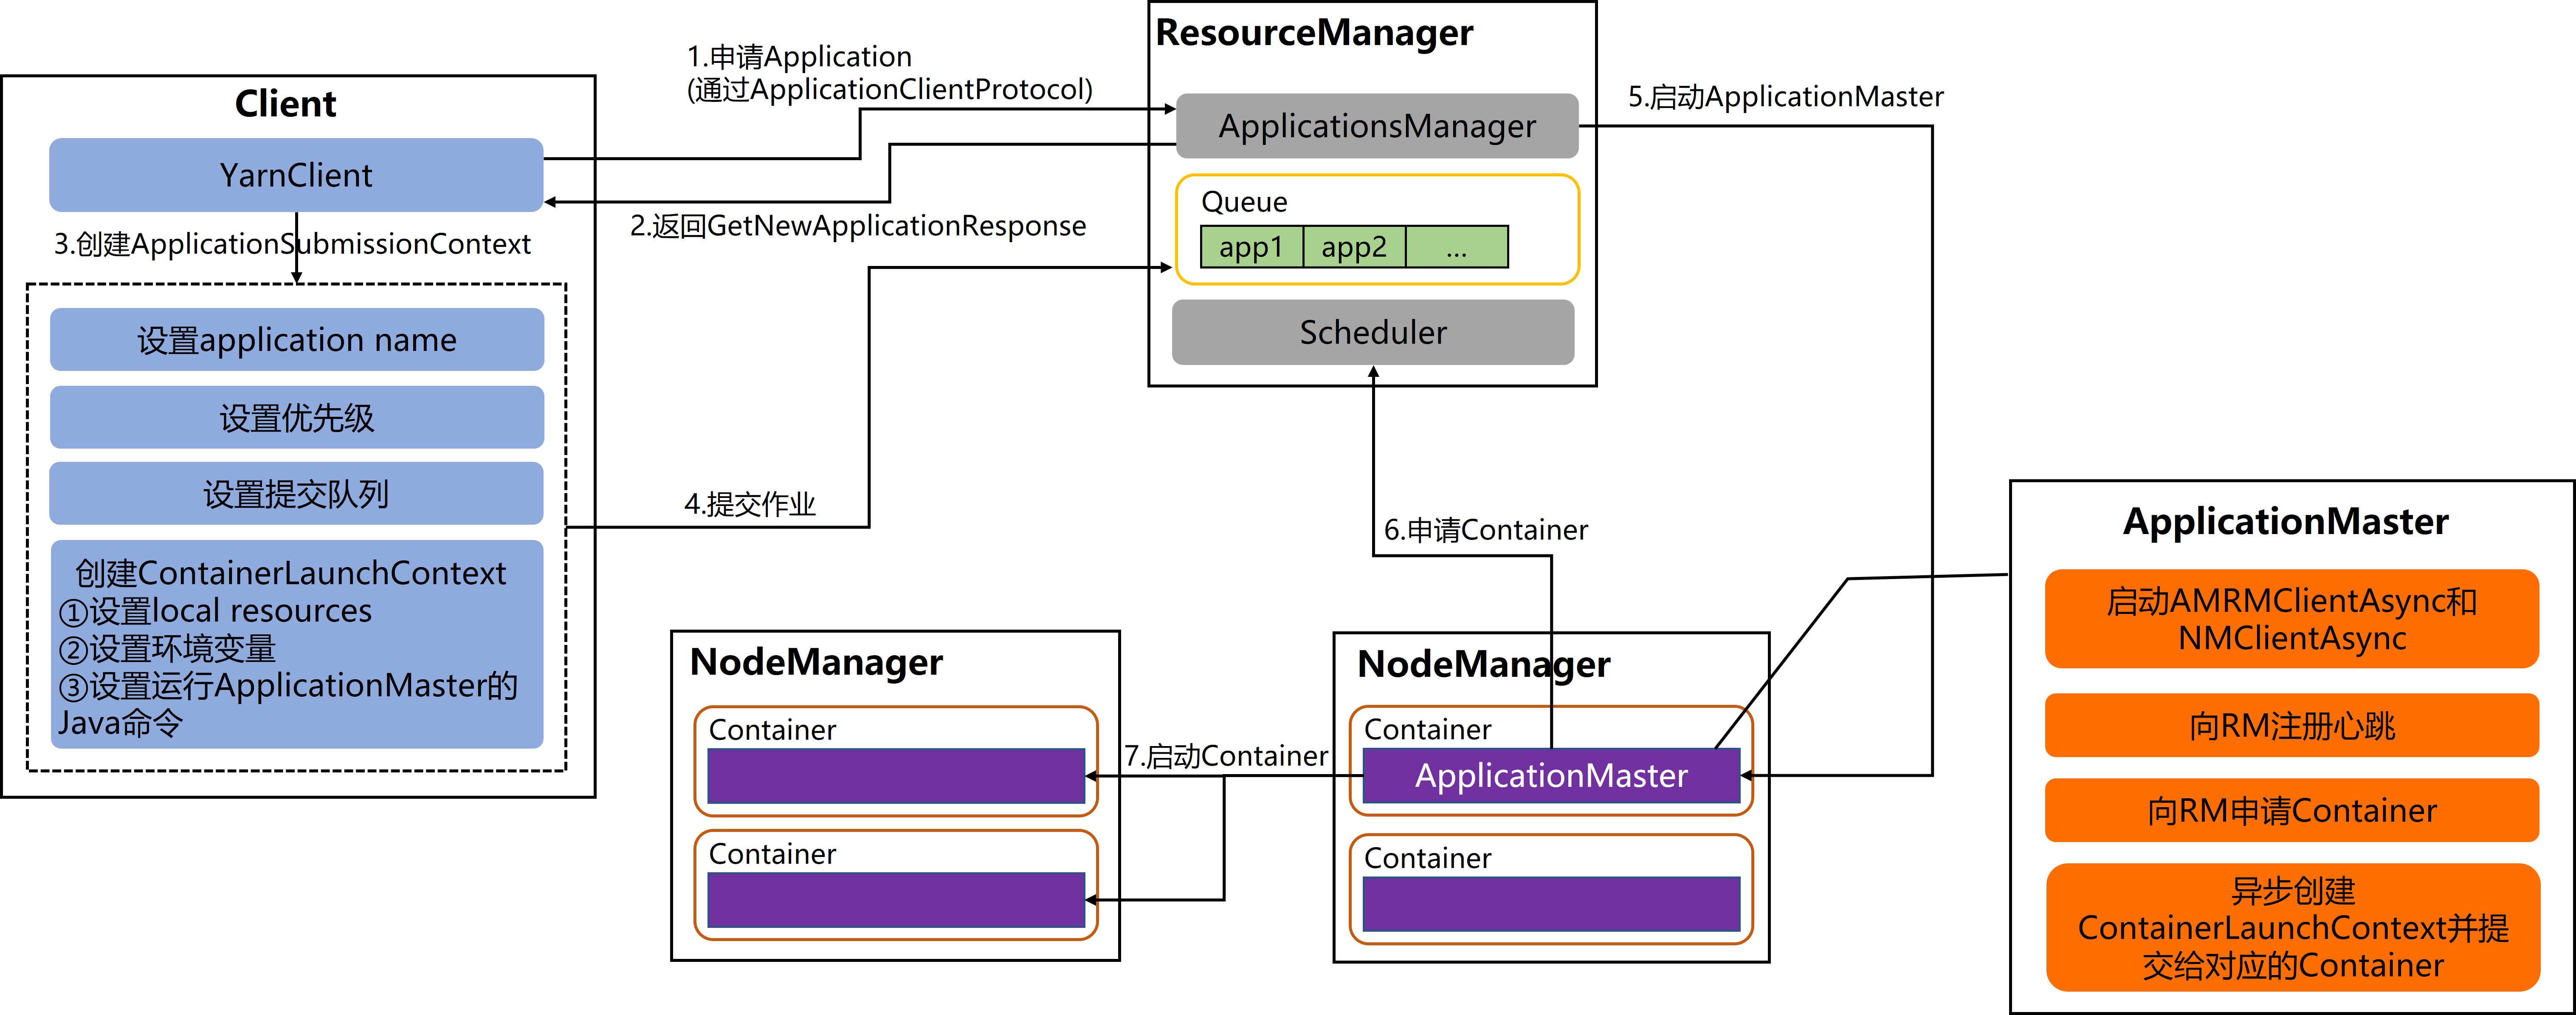 Client
YarnClient
3.创建ApplicationSubmissionContext
设置application name
设置优先级
设置提交队列
创建ContainerLaunchContext
①设置local resources
②设置环境变量
③设置运行ApplicationMaster的
Java命令
1.申请Application
(通过ApplicationClientProtocol)
2.返回GetNewApplicationResponse
4.提交作业
ResourceManager
ApplicationsManager
Queue
app1
app2
...
Scheduler
5.启动ApplicationMaster
6.申请Container
NodeManager
Container
Container
7.启动Container
NodeManager
Container
ApplicationMaster
Container
ApplicationMaster
启动AMRMClientAsync和
NMClientAsync
向RM注册心跳
向RM申请Container
异步创建
ContainerLaunchContext并提
交给对应的Container